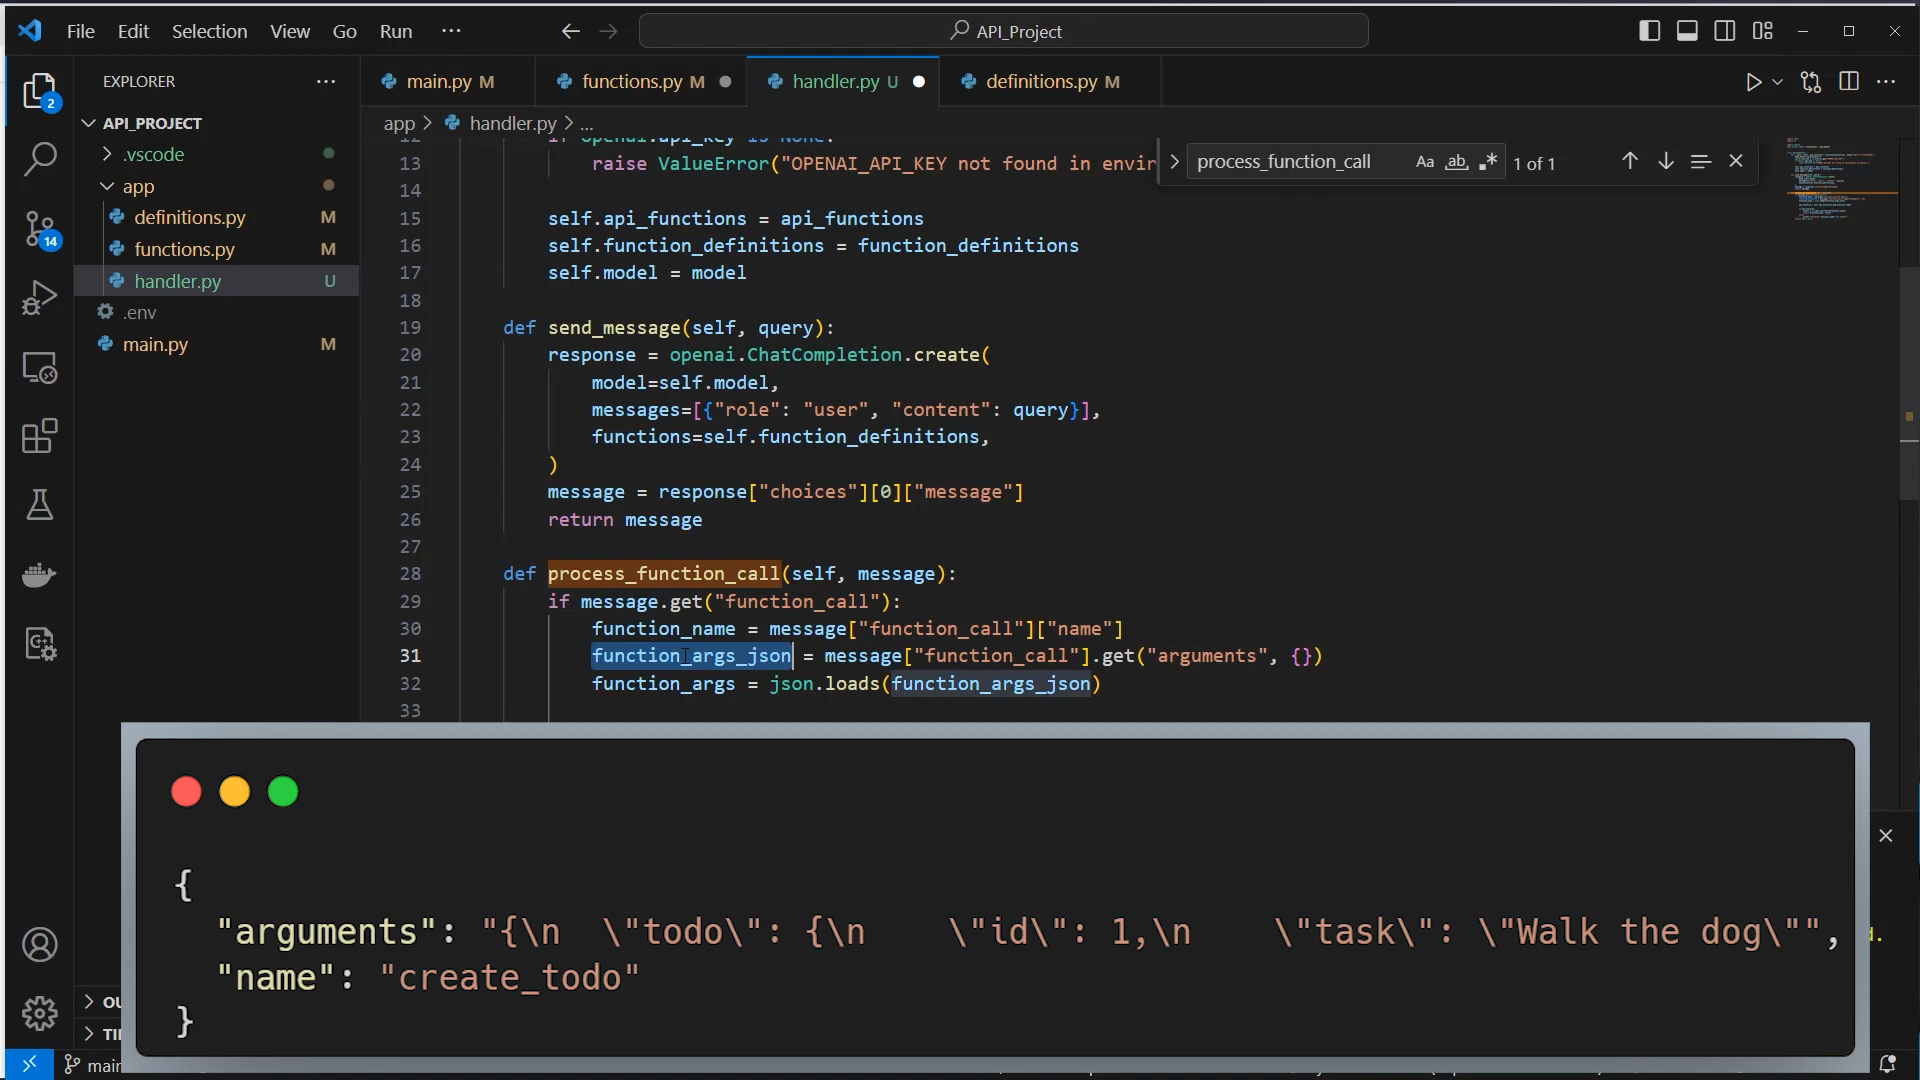 File Edit Selection View Go Run ··· API_Project
EXPLORER ···
API_PROJECT
.vscode
app
definitions.py M
functions.py M
handler.py U
.env
main.py M
2
14
main.py M functions.py M handler.py U definitions.py M
app > handler.py > ...
process_function_call Aa ab 1 of 1
13 raise ValueError("OPENAI_API_KEY not found in envir
14
15 self.api_functions = api_functions
16 self.function_definitions = function_definitions
17 self.model = model
18
19 def send_message(self, query):
20 response = openai.ChatCompletion.create(
21 model=self.model,
22 messages=[{"role": "user", "content": query}],
23 functions=self.function_definitions,
24 )
25 message = response["choices"][0]["message"]
26 return message
27
28 def process_function_call(self, message):
29 if message.get("function_call"):
30 function_name = message["function_call"]["name"]
31 function_args_json = message["function_call"].get("arguments", {})
32 function_args = json.loads(function_args_json)
33
{
"arguments": "{\n  \"todo\": {\n    \"id\": 1,\n    \"task\": \"Walk the dog\"",
"name": "create_todo"
}